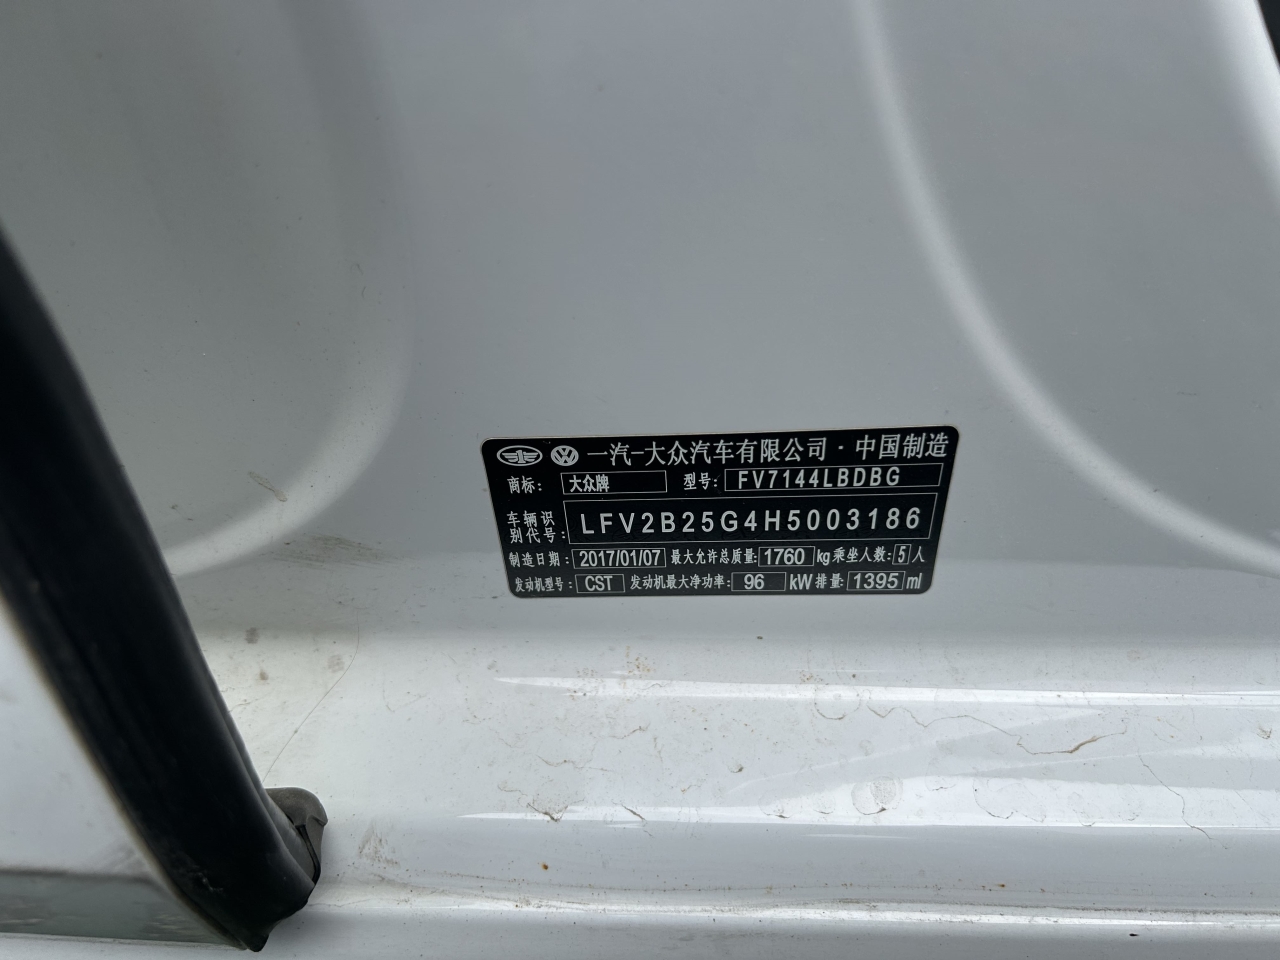 一汽-大众汽车有限公司·中国制造
商标: 大众牌 型号: FV7144LBDBG
车辆识别代号: LFV2B25G4H5003186
制造日期: 2017/01/07 最大允许总质量: 1760 kg 乘坐人数: 5 人
发动机型号: CST 发动机最大净功率: 96 kW 排量: 1395 ml